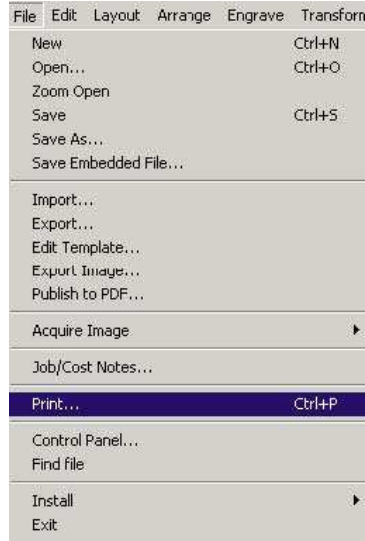 File Edit Layout Arrange Engrave Transform
New Ctrl+N
Open... Ctrl+O
Zoom Open
Save Ctrl+S
Save As...
Save Embedded File...
Import...
Export...
Edit Template...
Export Image...
Publish to PDF...
Acquire Image
Job/Cost Notes...
Print... Ctrl+P
Control Panel...
Find file
Install
Exit